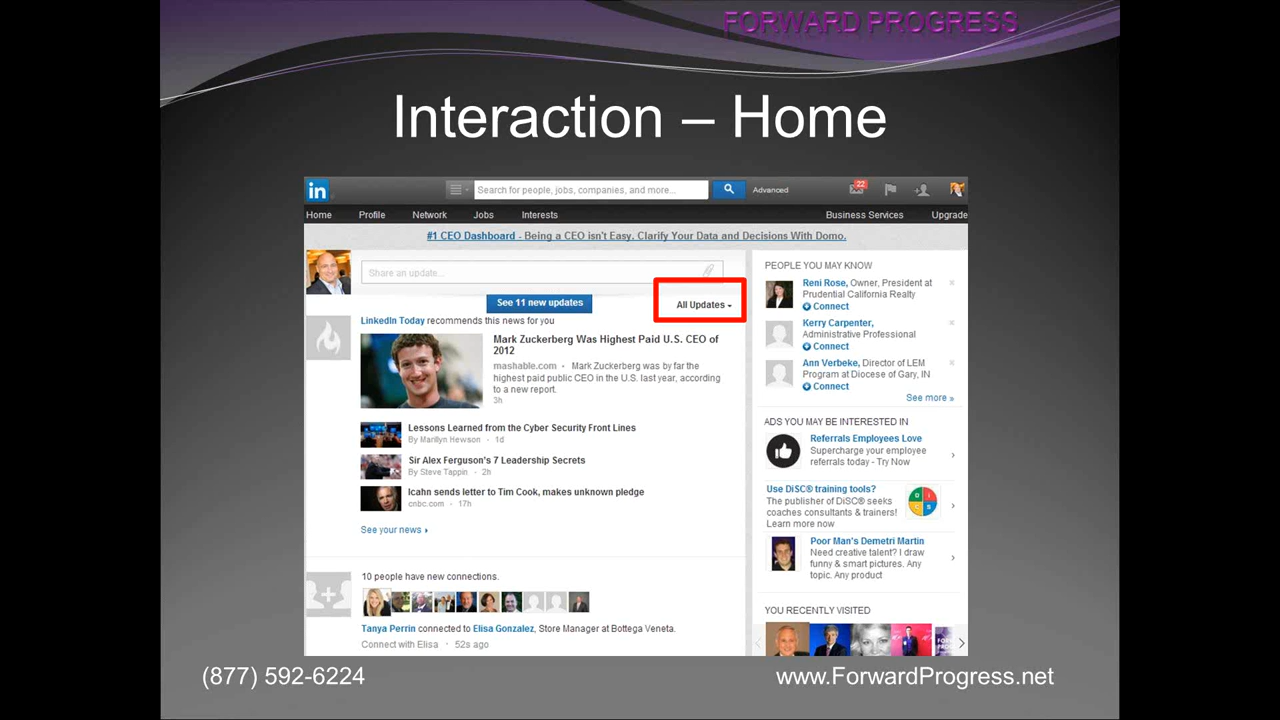 FORWARD PROGRESS
Interaction – Home
in
Search for people, jobs, companies, and more...
Advanced
22
Home Profile Network Jobs Interests Business Services Upgrade
#1 CEO Dashboard - Being a CEO isn't Easy. Clarify Your Data and Decisions With Domo.
Share an update...
See 11 new updates
All Updates
LinkedIn Today recommends this news for you
Mark Zuckerberg Was Highest Paid U.S. CEO of
2012
mashable.com • Mark Zuckerberg was by far the
highest paid public CEO in the U.S. last year, according
to a new report.
3h
Lessons Learned from the Cyber Security Front Lines
By Marilyn Hewson · 1d
Sir Alex Ferguson's 7 Leadership Secrets
By Steve Tappin · 2h
Icahn sends letter to Tim Cook, makes unknown pledge
cnbc.com · 17h
See your news
10 people have new connections.
Tanya Perrin connected to Elisa Gonzalez, Store Manager at Bottega Veneta.
Connect with Elisa · 52s ago
PEOPLE YOU MAY KNOW
Reni Rose, Owner, President at
Prudential California Realty
Connect
Kerry Carpenter,
Administrative Professional
Connect
Ann Verbeke, Director of LEM
Program at Diocese of Gary, IN
Connect
See more »
ADS YOU MAY BE INTERESTED IN
Referrals Employees Love
Supercharge your employee
referrals today - Try Now
Use DiSC® training tools?
The publisher of DiSC® seeks
coaches consultants & trainers!
Learn more now
D i
C S
Poor Man's Demetri Martin
Need creative talent? I draw
funny & smart pictures. Any
topic. Any product
YOU RECENTLY VISITED
(877) 592-6224
www.ForwardProgress.net